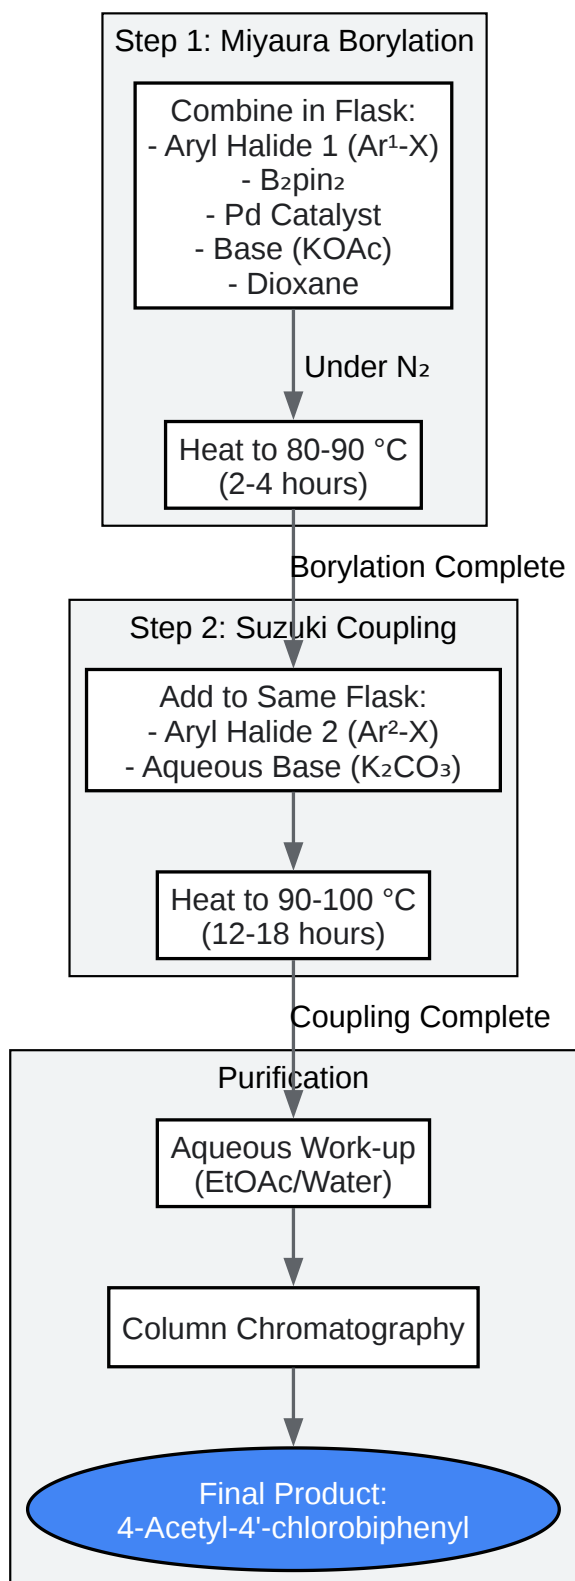 Step 1: Miyaura Borylation
Combine in Flask:
- Aryl Halide 1 (Ar¹-X)
- B₂pin₂
- Pd Catalyst
- Base (KOAc)
- Dioxane
Under N₂
Heat to 80-90 °C
(2-4 hours)
Borylation Complete
Step 2: Suzuki Coupling
Add to Same Flask:
- Aryl Halide 2 (Ar²-X)
- Aqueous Base (K₂CO₃)
Heat to 90-100 °C
(12-18 hours)
Coupling Complete
Purification
Aqueous Work-up
(EtOAc/Water)
Column Chromatography
Final Product:
4-Acetyl-4'-chlorobiphenyl